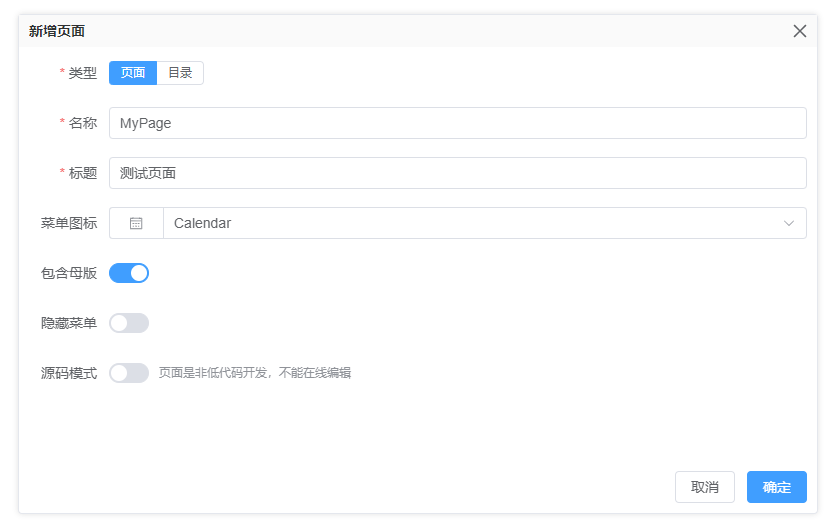 新增页面
* 类型 页面 目录
* 名称 MyPage
* 标题 测试页面
菜单图标 Calendar
包含母版
隐藏菜单
源码模式 页面是非低代码开发，不能在线编辑
取消 确定